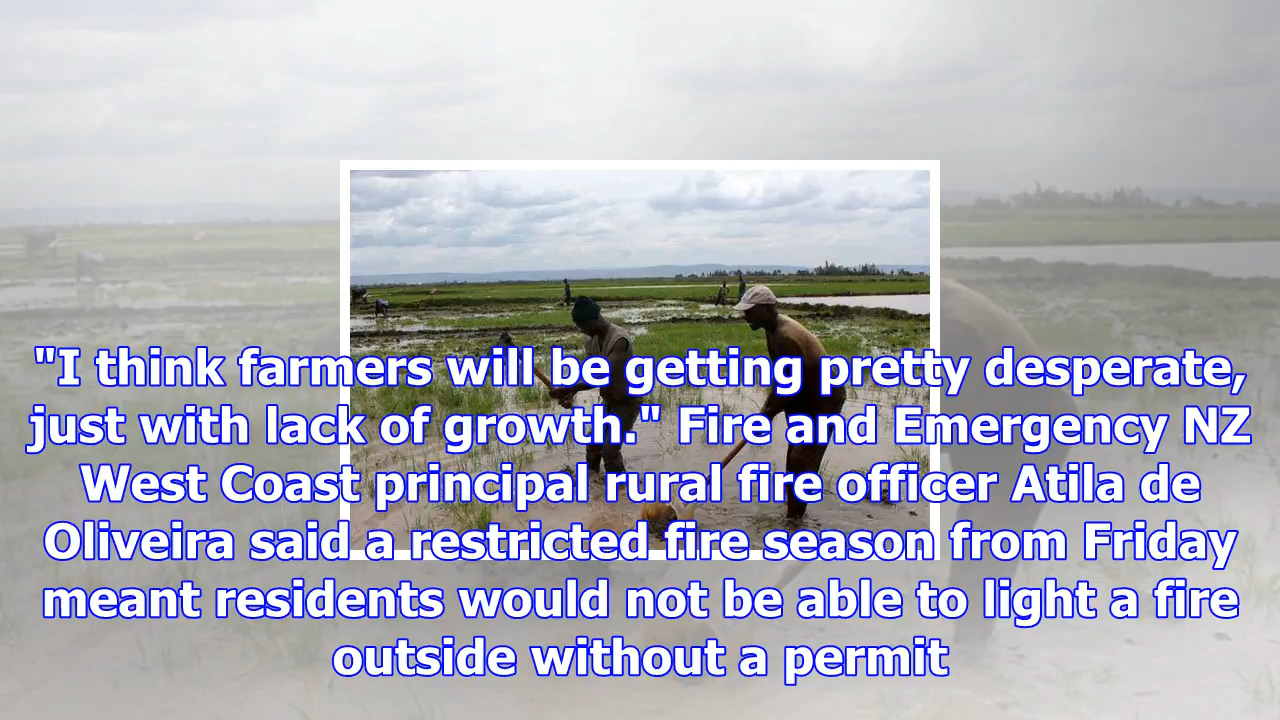 "I think farmers will be getting pretty desperate,
just with lack of growth." Fire and Emergency NZ
West Coast principal rural fire officer Atila de
Oliveira said a restricted fire season from Friday
meant residents would not be able to light a fire
outside without a permit